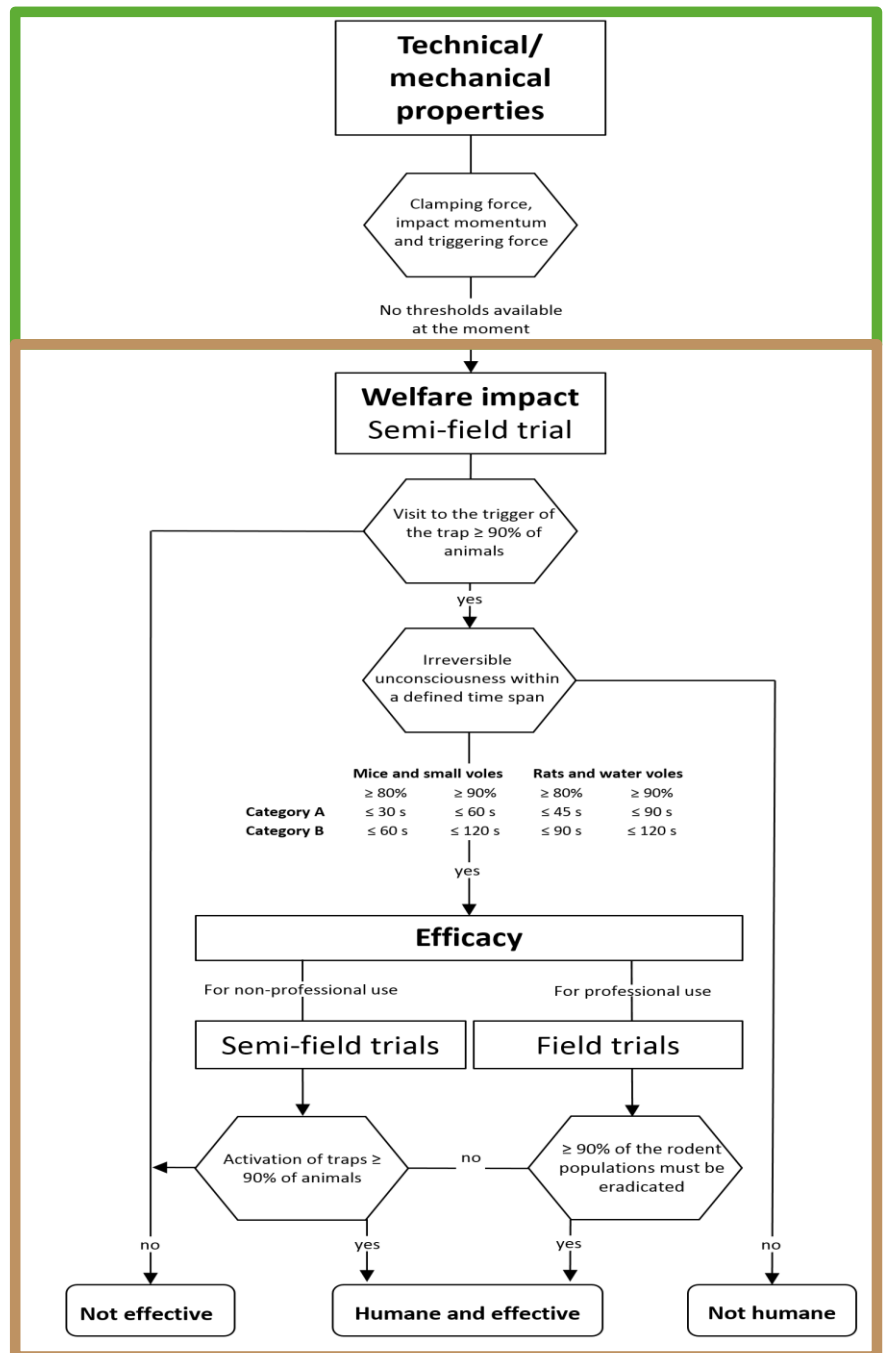 Technical/
mechanical
properties
Clamping force,
impact momentum
and triggering force
No thresholds available
at the moment
Welfare impact
Semi-field trial
Visit to the trigger of
the trap ≥ 90% of
animals
yes
Irreversible
unconsciousness within
a defined time span
Mice and small voles Rats and water voles
≥ 80% ≥ 90% ≥ 80% ≥ 90%
Category A ≤ 30 s ≤ 60 s ≤ 45 s ≤ 90 s
Category B ≤ 60 s ≤ 120 s ≤ 90 s ≤ 120 s
yes
Efficacy
For non-professional use
For professional use
Semi-field trials
Field trials
Activation of traps ≥
90% of animals
no
≥ 90% of the rodent
populations must be
eradicated
no
yes
yes
no
Not effective
Humane and effective
Not humane